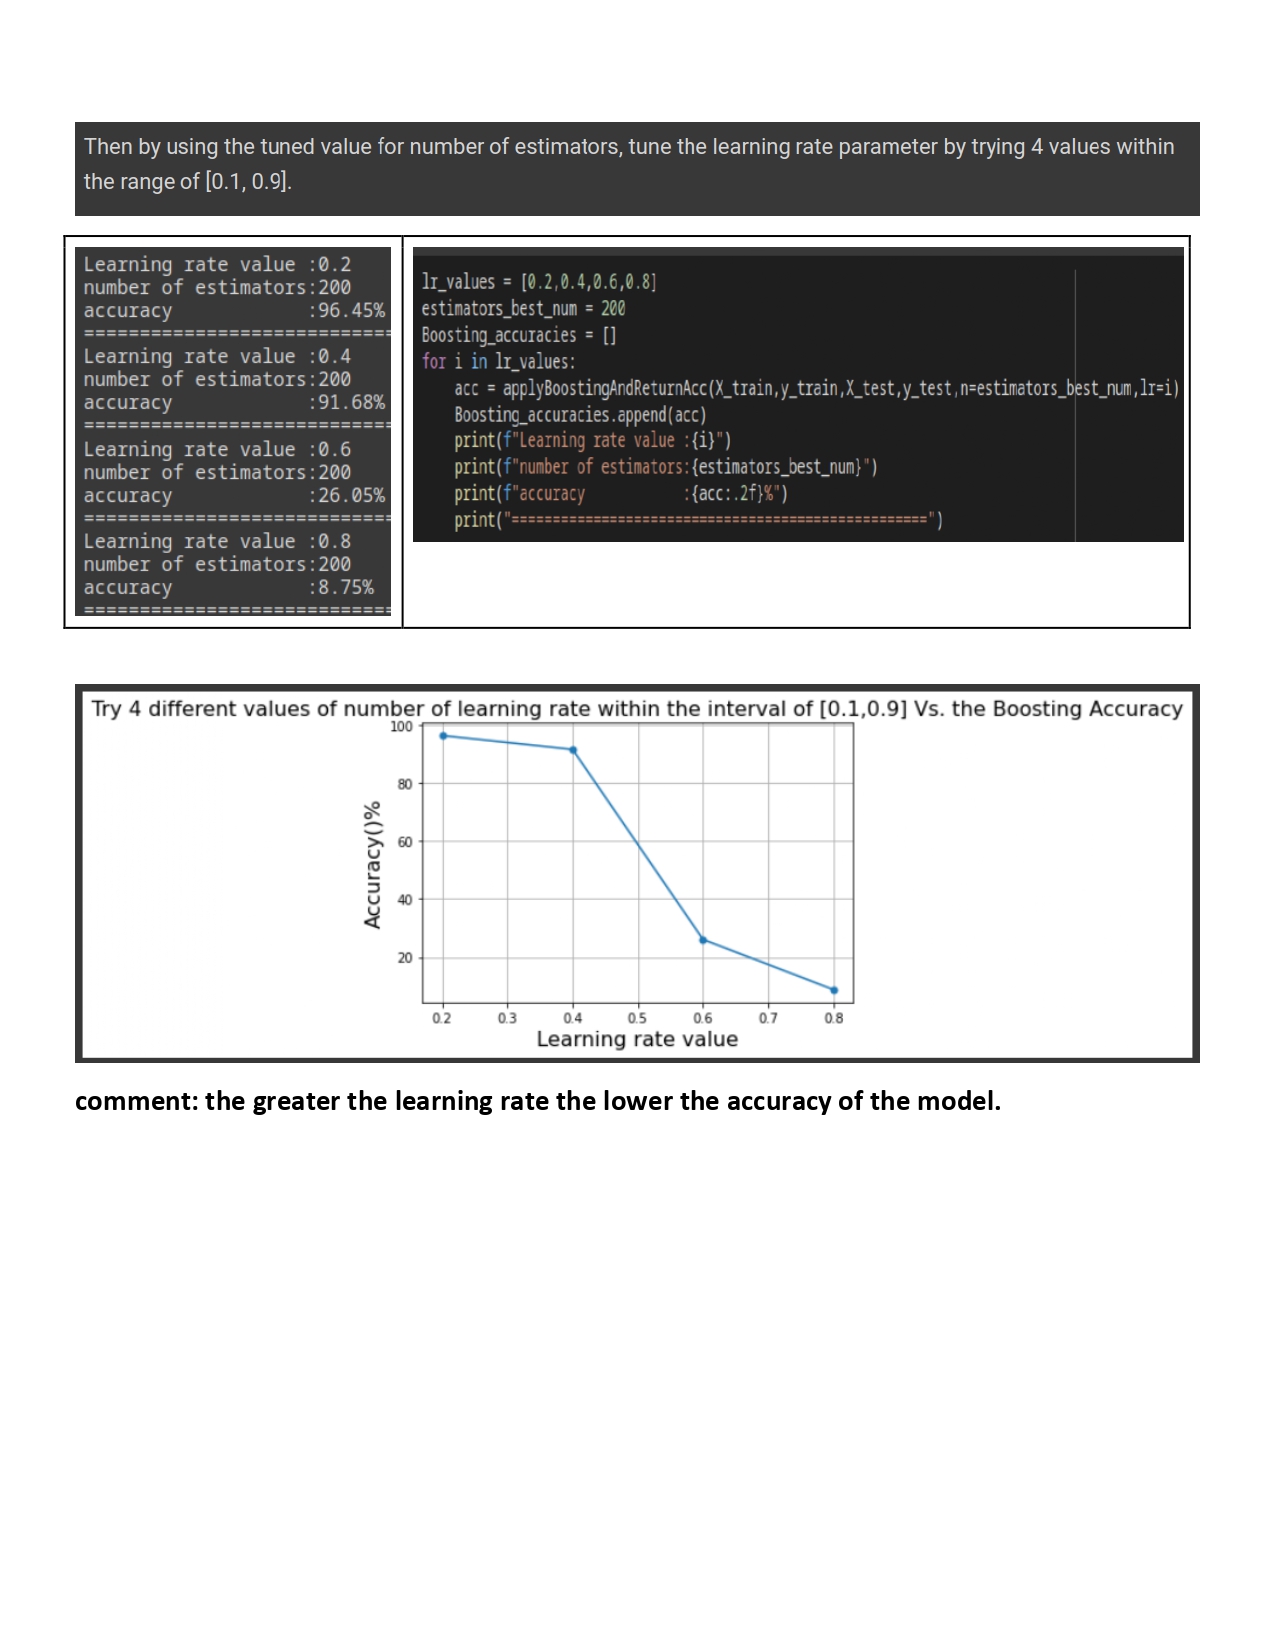 Then by using the tuned value for number of estimators, tune the learning rate parameter by trying 4 values within
the range of [0.1, 0.9].
Learning rate value :0.2
number of estimators:200
accuracy            :96.45%
============================
Learning rate value :0.4
number of estimators:200
accuracy            :91.68%
============================
Learning rate value :0.6
number of estimators:200
accuracy            :26.05%
============================
Learning rate value :0.8
number of estimators:200
accuracy            :8.75%
============================
lr_values = [0.2,0.4,0.6,0.8]
estimators_best_num = 200
Boosting_accuracies = []
for i in lr_values:
    acc = applyBoostingAndReturnAcc(X_train,y_train,X_test,y_test,n=estimators_best_num,lr=i)
    Boosting_accuracies.append(acc)
    print(f"Learning rate value :{i}")
    print(f"number of estimators:{estimators_best_num}")
    print(f"accuracy            :{acc:.2f}%")
    print("==================================================")
Try 4 different values of number of learning rate within the interval of [0.1,0.9] Vs. the Boosting Accuracy
100
80
60
40
20
Accuracy()%
0.2 0.3 0.4 0.5 0.6 0.7 0.8
Learning rate value
comment: the greater the learning rate the lower the accuracy of the model.